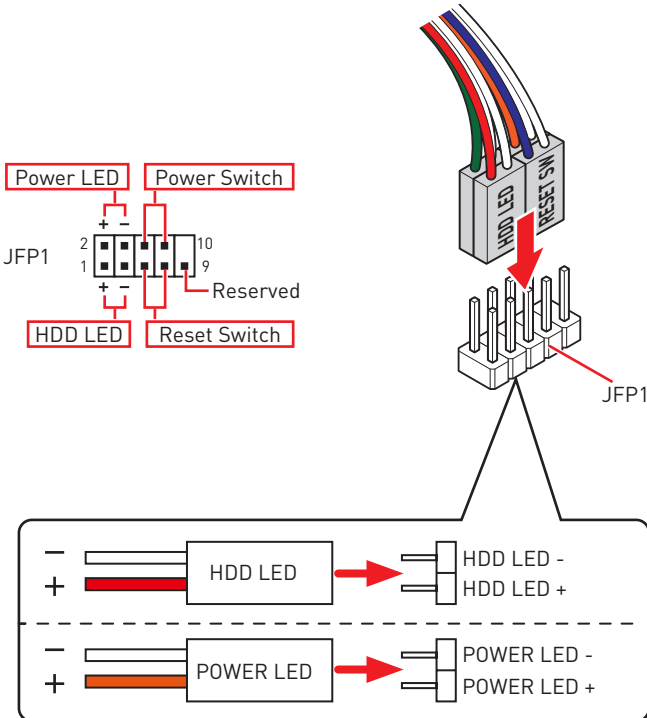 HDD LED
RESET SW
Power LED
Power Switch
+ −
2
10
JFP1
1
9
+ −
Reserved
HDD LED
Reset Switch
JFP1
−
+
HDD LED
HDD LED -
HDD LED +
−
+
POWER LED
POWER LED -
POWER LED +